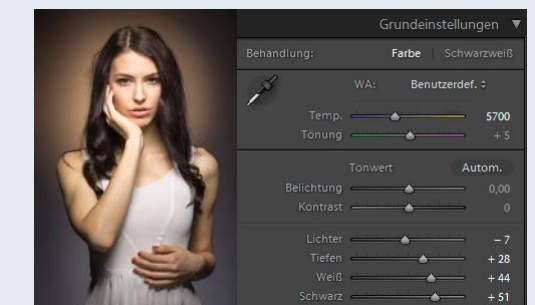 Grundeinstellungen
Behandlung: Farbe Schwarzweiß
WA: Benutzerdef.
Temp. 5700
Tönung + 5
Tonwert Autom.
Belichtung 0,00
Kontrast 0
Lichter − 7
Tiefen + 28
Weiß + 44
Schwarz + 51